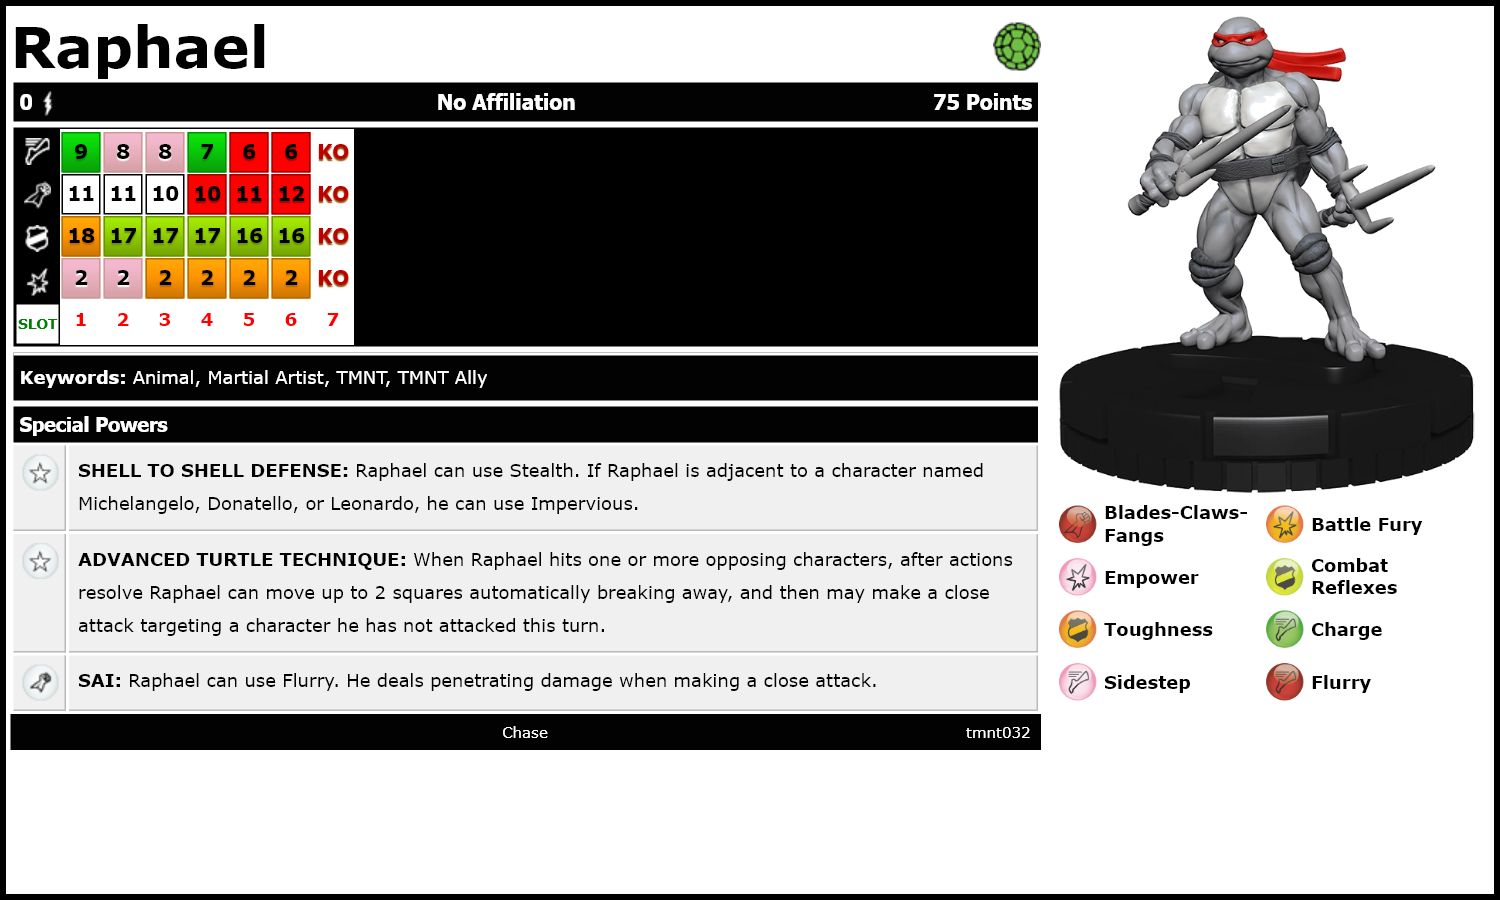 Raphael
0 No Affiliation 75 Points
9 8 8 7 6 6 KO
11 11 10 10 11 12 KO
18 17 17 17 16 16 KO
2 2 2 2 2 2 KO
SLOT 1 2 3 4 5 6 7
Keywords: Animal, Martial Artist, TMNT, TMNT Ally
Special Powers
SHELL TO SHELL DEFENSE: Raphael can use Stealth. If Raphael is adjacent to a character named
Michelangelo, Donatello, or Leonardo, he can use Impervious.
ADVANCED TURTLE TECHNIQUE: When Raphael hits one or more opposing characters, after actions
resolve Raphael can move up to 2 squares automatically breaking away, and then may make a close
attack targeting a character he has not attacked this turn.
SAI: Raphael can use Flurry. He deals penetrating damage when making a close attack.
Chase tmnt032
Blades-Claws-
Fangs
Battle Fury
Empower
Combat
Reflexes
Toughness
Charge
Sidestep
Flurry